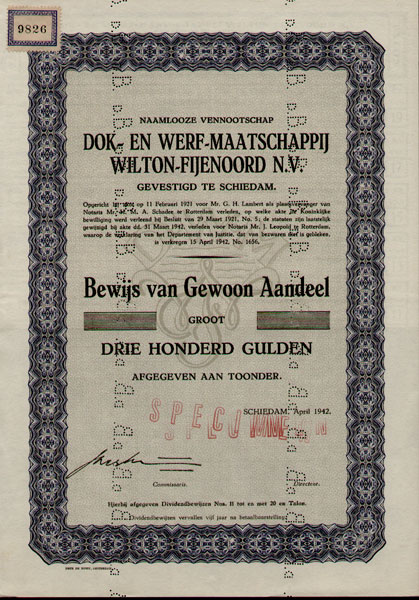 9826
NAAMLOOZE VENNOOTSCHAP
DOK- EN WERF-MAATSCHAPPIJ
WILTON-FIJENOORD N.V.
GEVESTIGD TE SCHIEDAM.
Opgericht bij akte op 11 Februari 1921 voor Mr. G. H. Lambert als plaatsvervanger van
Notaris Mr. M. A. Schadee te Rotterdam verleden, op welke akte de Koninklijke
bewilliging werd verleend bij Besluit van 29 Maart 1921, No. 5; de statuten zijn laatstelijk
gewijzigd bij akte dd. 31 Maart 1942, verleden voor Notaris Mr. J. Leopold te Rotterdam,
waarop de verklaring van het Departement van Justitie, dat van bezwaren niet is gebleken,
is verkregen 15 April 1942, No. 1656.
Bewijs van Gewoon Aandeel
GROOT
DRIE HONDERD GULDEN
AFGEGEVEN AAN TOONDER.
SCHIEDAM, April 1942.
SPECIMEN
Commissaris. Directeur.
Hierbij afgegeven Dividendbewijzen Nos. 11 tot en met 20 en Talon.
Dividendbewijzen vervallen vijf jaar na betaalbaarstelling.